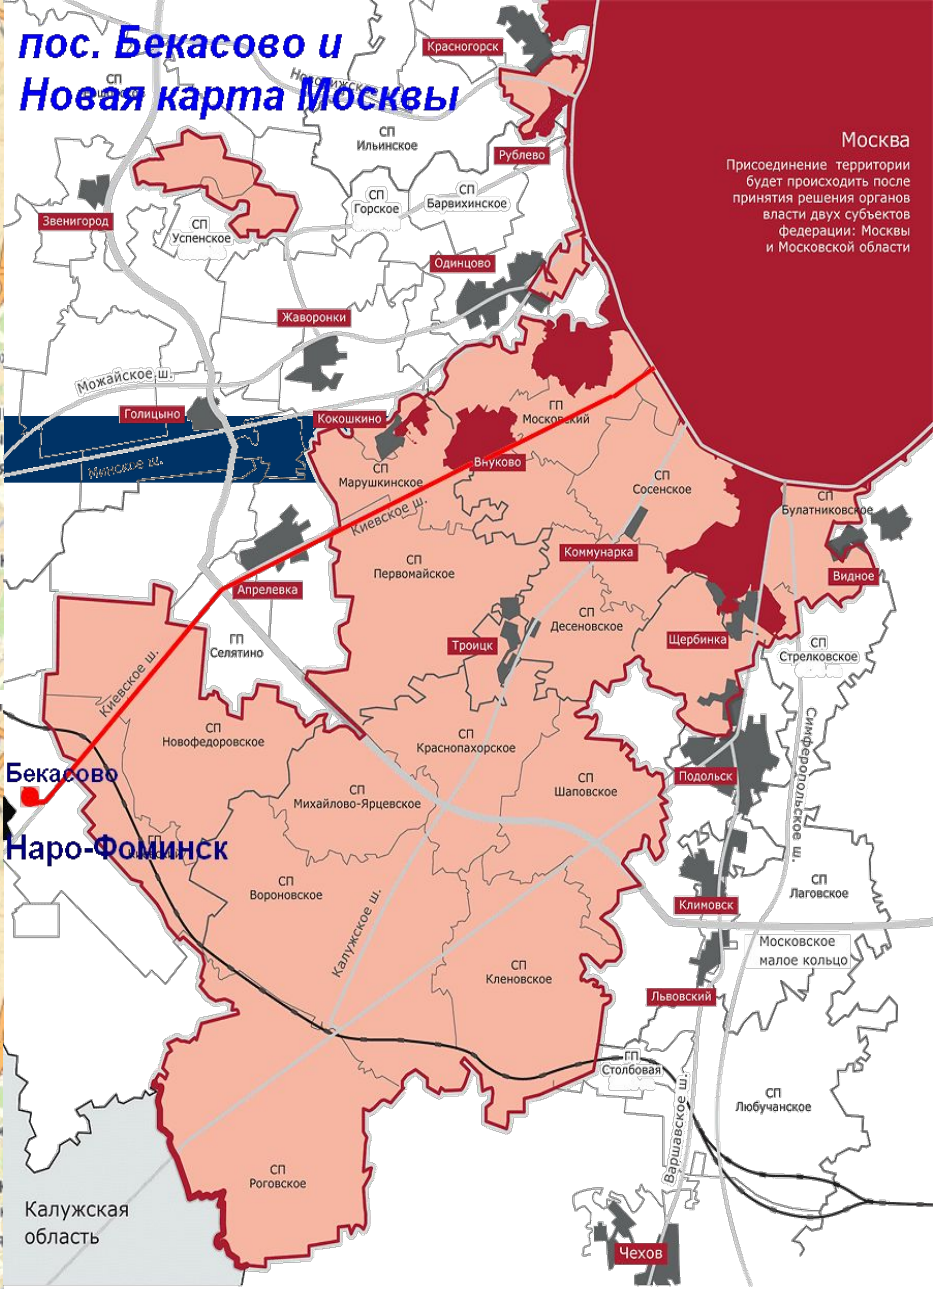 пос. Бекасово и
Новая карта Москвы
Красногорск
СП
СП
Ильинское
Рублево
Москва
Присоединение территории
будет происходить после
принятия решения органов
власти двух субъектов
федерации: Москвы
и Московской области
Звенигород
СП
Успенское
СП
Горское
СП
Барвихинское
Одинцово
Жаворонки
Можайское ш.
Голицыно
Кокошкино
ГП
Московский
Минское ш.
СП
Марушкинское
Внуково
СП
Сосенское
СП
Булатниковское
Киевское ш.
Коммунарка
Видное
Апрелевка
СП
Первомайское
СП
Десеновское
Троицк
Щербинка
ГП
Селятино
СП
Стрелковское
Киевское ш.
СП
Новофедоровское
СП
Краснопахорское
Симферопольское ш.
Бекасово
СП
Михайлово-Ярцевское
СП
Шаповское
Подольск
Наро-Фоминск
СП
Вороновское
СП
Лаговское
Климовск
Калужское ш.
Московское
малое кольцо
СП
Кленовское
Львовский
ГП
Столбовая
СП
Любучанское
Варшавское ш.
СП
Роговское
Калужская
область
Чехов